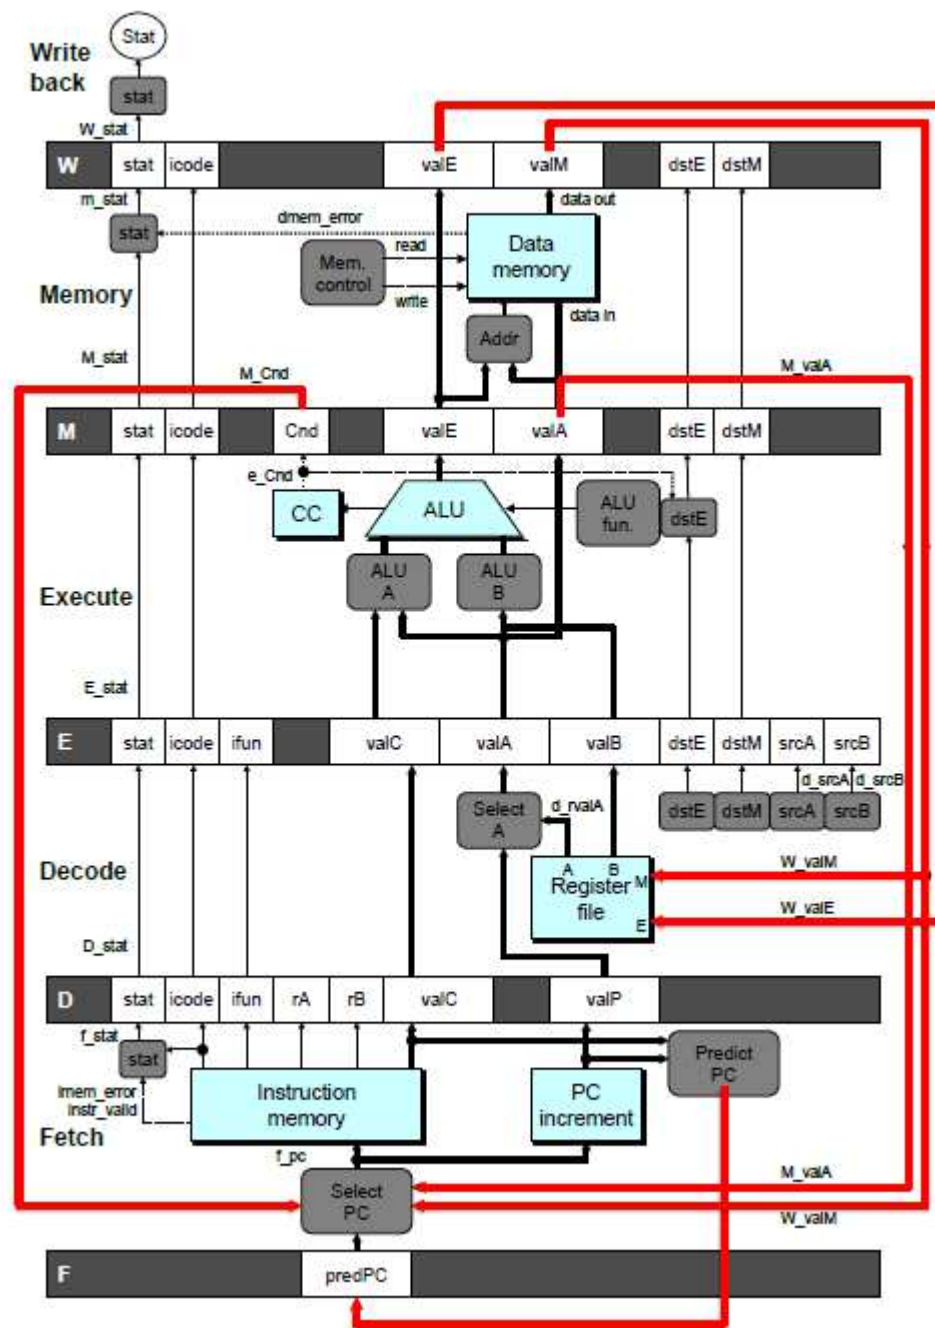 Stat
Write
back
stat
W_stat
W stat icode valE valM dstE dstM
m_stat
data out
dmem_error
stat
read
Data
memory
Mem.
control
write
data in
Memory
Addr
M_stat
M_Cnd
M_valA
M stat icode Cnd valE valA dstE dstM
e_Cnd
CC
ALU
ALU
fun.
dstE
ALU
A
ALU
B
Execute
E_stat
E stat icode ifun valC valA valB dstE dstM srcA srcB
d_srcA d_srcB
Select
A
d_rvalA
dstE dstM srcA srcB
Decode
A B
M
Register
file
E
W_valM
W_valE
D_stat
D stat icode ifun rA rB valC valP
f_stat
stat
Predict
PC
imem_error
instr_valid
Instruction
memory
PC
increment
Fetch
f_pc
M_valA
Select
PC
W_valM
F predPC